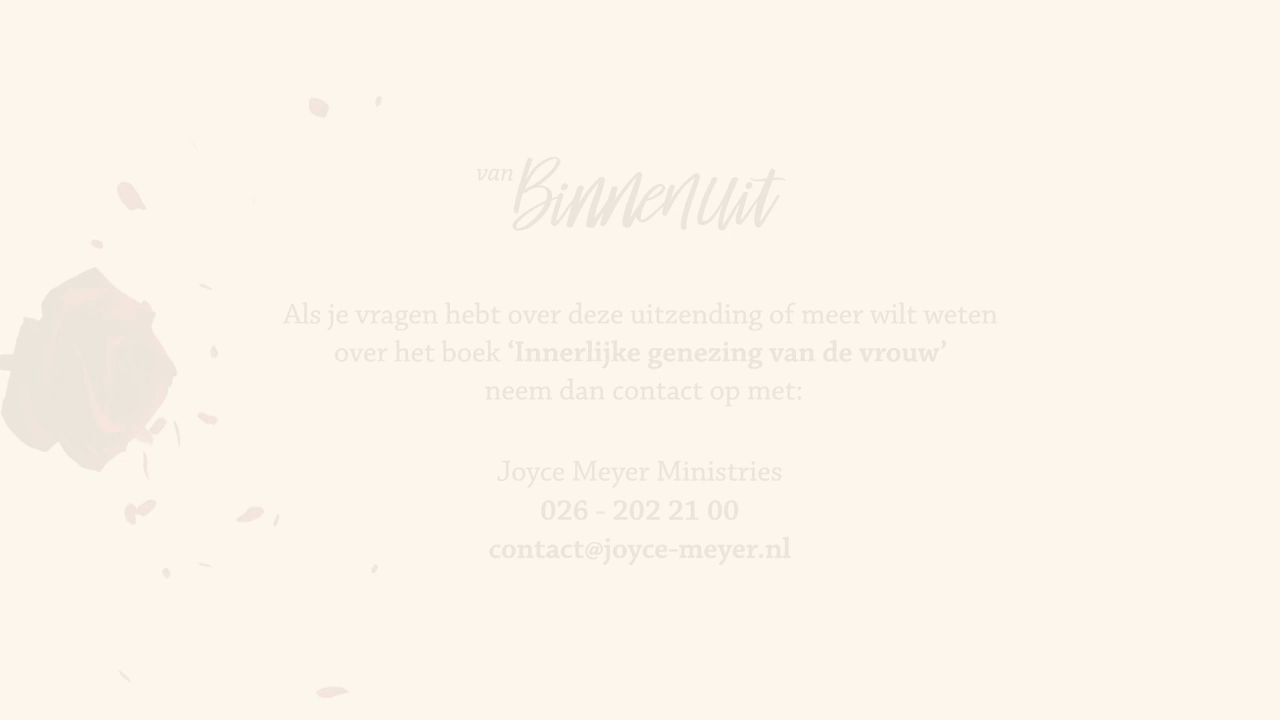 van Binnenuit
Als je vragen hebt over deze uitzending of meer wilt weten
over het boek ‘Innerlijke genezing van de vrouw’
neem dan contact op met:
Joyce Meyer Ministries
026 - 202 21 00
contact@joyce-meyer.nl